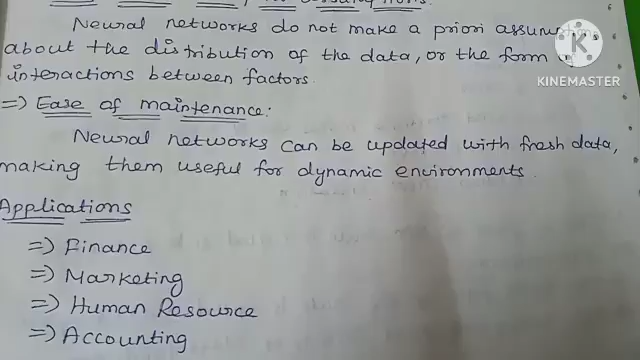 Neural networks do not make a priori
about the distribution of the data, or the form
interactions between factors.
=> Ease of maintenance:
Neural networks can be updated with fresh data,
making them useful for dynamic environments.
Applications
=> Finance
=> Marketing
=> Human Resource
=> Accounting
K
KINEMASTER